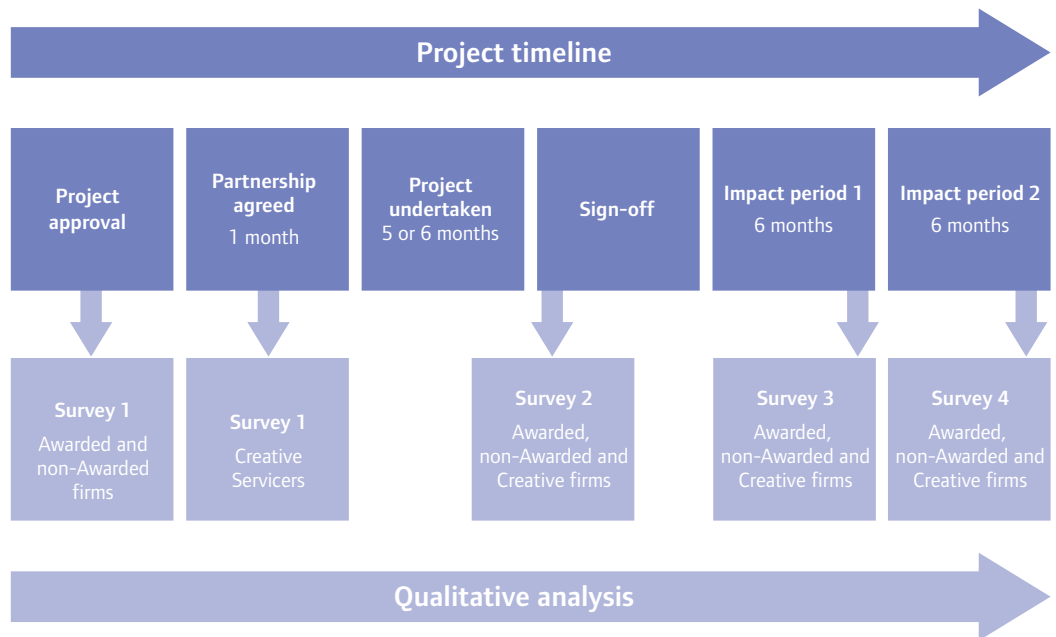 Project timeline
Project
approval
Partnership
agreed
1 month
Project
undertaken
5 or 6 months
Sign-off
Impact period 1
6 months
Impact period 2
6 months
Survey 1
Awarded and
non-Awarded
firms
Survey 1
Creative
Servicers
Survey 2
Awarded,
non-Awarded and
Creative firms
Survey 3
Awarded,
non-Awarded and
Creative firms
Survey 4
Awarded,
non-Awarded and
Creative firms
Qualitative analysis